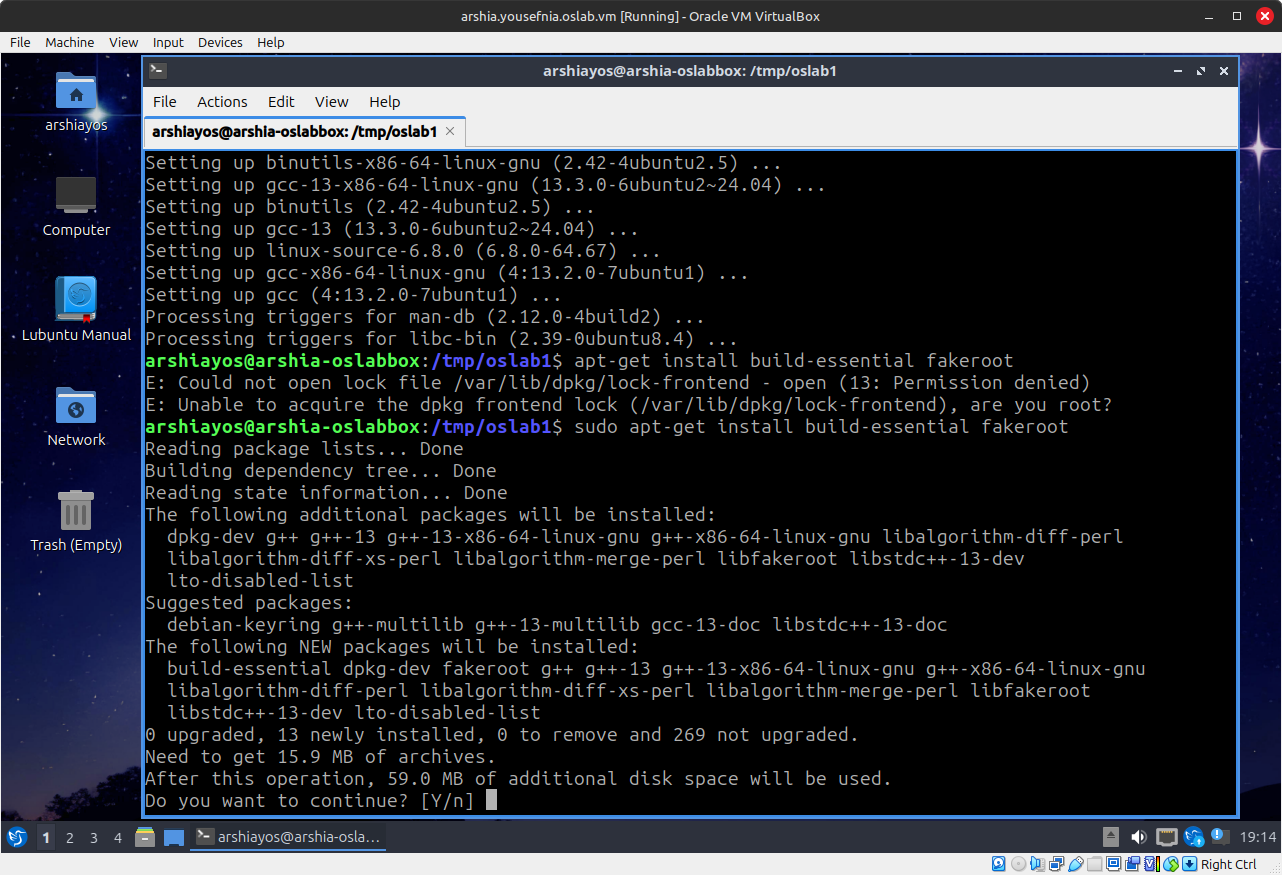 arshia.yousefnia.oslab.vm [Running] - Oracle VM VirtualBox
File Machine View Input Devices Help
arshiayos
Computer
Lubuntu Manual
Network
Trash (Empty)
arshiayos@arshia-oslabbox: /tmp/oslab1
File Actions Edit View Help
arshiayos@arshia-oslabbox: /tmp/oslab1
Setting up binutils-x86-64-linux-gnu (2.42-4ubuntu2.5) ...
Setting up gcc-13-x86-64-linux-gnu (13.3.0-6ubuntu2~24.04) ...
Setting up binutils (2.42-4ubuntu2.5) ...
Setting up gcc-13 (13.3.0-6ubuntu2~24.04) ...
Setting up linux-source-6.8.0 (6.8.0-64.67) ...
Setting up gcc-x86-64-linux-gnu (4:13.2.0-7ubuntu1) ...
Setting up gcc (4:13.2.0-7ubuntu1) ...
Processing triggers for man-db (2.12.0-4build2) ...
Processing triggers for libc-bin (2.39-0ubuntu8.4) ...
arshiayos@arshia-oslabbox:/tmp/oslab1$ apt-get install build-essential fakeroot
E: Could not open lock file /var/lib/dpkg/lock-frontend - open (13: Permission denied)
E: Unable to acquire the dpkg frontend lock (/var/lib/dpkg/lock-frontend), are you root?
arshiayos@arshia-oslabbox:/tmp/oslab1$ sudo apt-get install build-essential fakeroot
Reading package lists... Done
Building dependency tree... Done
Reading state information... Done
The following additional packages will be installed:
  dpkg-dev g++ g++-13 g++-13-x86-64-linux-gnu g++-x86-64-linux-gnu libalgorithm-diff-perl
  libalgorithm-diff-xs-perl libalgorithm-merge-perl libfakeroot libstdc++-13-dev
  lto-disabled-list
Suggested packages:
  debian-keyring g++-multilib g++-13-multilib gcc-13-doc libstdc++-13-doc
The following NEW packages will be installed:
  build-essential dpkg-dev fakeroot g++ g++-13 g++-13-x86-64-linux-gnu g++-x86-64-linux-gnu
  libalgorithm-diff-perl libalgorithm-diff-xs-perl libalgorithm-merge-perl libfakeroot
  libstdc++-13-dev lto-disabled-list
0 upgraded, 13 newly installed, 0 to remove and 269 not upgraded.
Need to get 15.9 MB of archives.
After this operation, 59.0 MB of additional disk space will be used.
Do you want to continue? [Y/n]
1 2 3 4 arshiayos@arshia-osla... 19:14
Right Ctrl